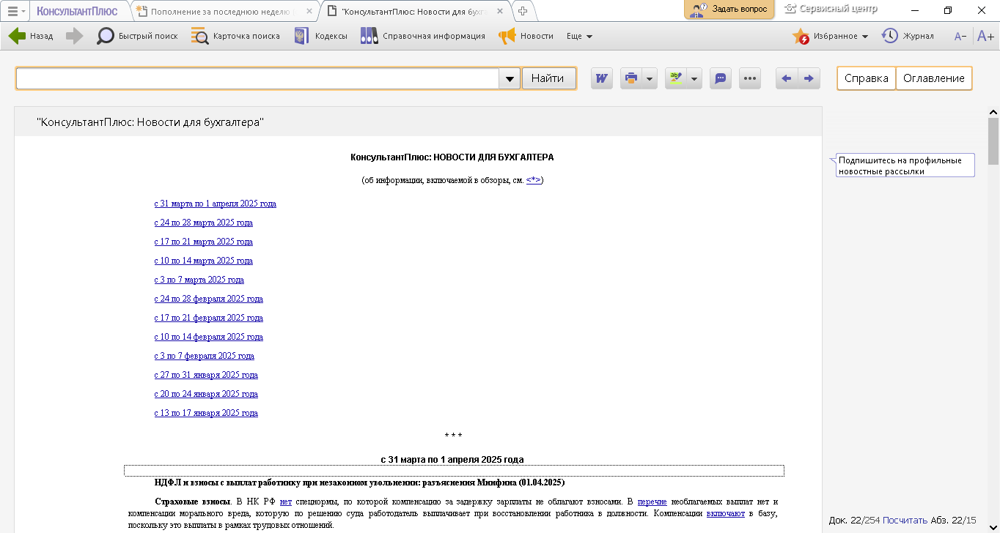 КонсультантПлюс
Пополнение за последнюю неделю
"КонсультантПлюс: Новости для бухг
Задать вопрос
Сервисный центр
Назад
Быстрый поиск
Карточка поиска
Кодексы
Справочная информация
Новости
Еще
Избранное
Журнал
A−
A+
Найти
W
ab
Справка
Оглавление
"КонсультантПлюс: Новости для бухгалтера"
КонсультантПлюс: НОВОСТИ ДЛЯ БУХГАЛТЕРА
(об информации, включаемой в обзоры, см. <*>)
Подпишитесь на профильные
новостные рассылки
с 31 марта по 1 апреля 2025 года
с 24 по 28 марта 2025 года
с 17 по 21 марта 2025 года
с 10 по 14 марта 2025 года
с 3 по 7 марта 2025 года
с 24 по 28 февраля 2025 года
с 17 по 21 февраля 2025 года
с 10 по 14 февраля 2025 года
с 3 по 7 февраля 2025 года
с 27 по 31 января 2025 года
с 20 по 24 января 2025 года
с 13 по 17 января 2025 года
* * *
с 31 марта по 1 апреля 2025 года
НДФЛ и взносы с выплат работнику при незаконном увольнении: разъяснения Минфина (01.04.2025)
Страховые взносы. В НК РФ нет спецнормы, по которой компенсацию за задержку зарплаты не облагают взносами. В перечне необлагаемых выплат нет и
компенсации морального вреда, которую по решению суда работодатель выплачивает при восстановлении работника в должности. Компенсации включают в базу,
поскольку это выплаты в рамках трудовых отношений.
Док. 22/254 Посчитать Абз. 22/15